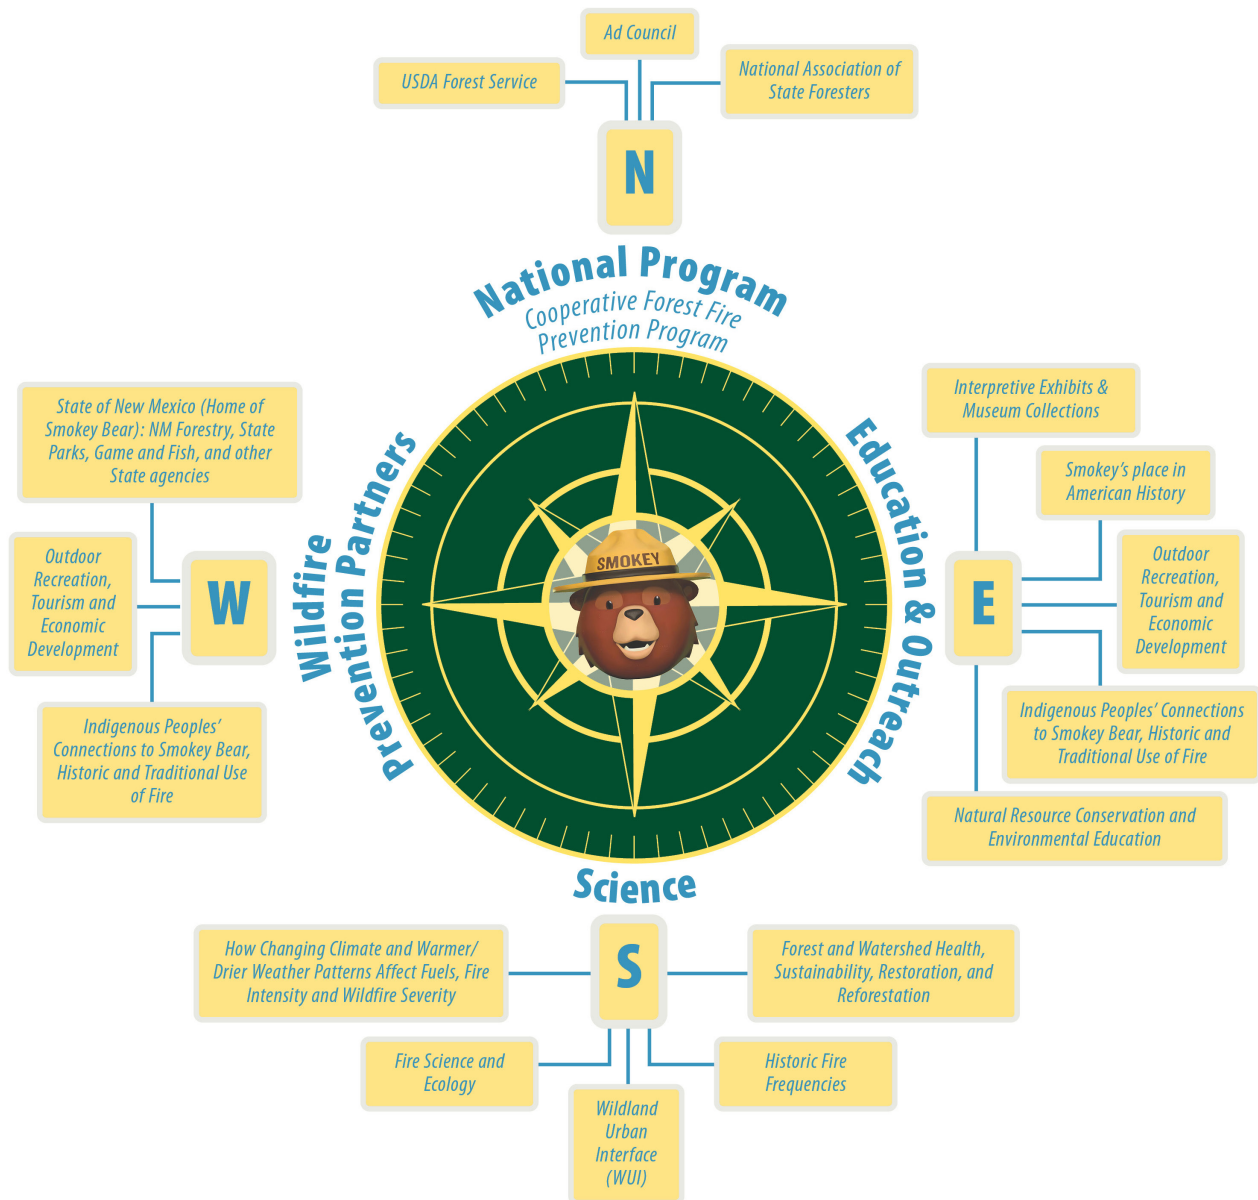 Ad Council
USDA Forest Service
National Association of
State Foresters
N
National Program
Cooperative Forest Fire
Prevention Program
State of New Mexico (Home of
Smokey Bear): NM Forestry, State
Parks, Game and Fish, and other
State agencies
Outdoor
Recreation,
Tourism and
Economic
Development
W
Indigenous Peoples’
Connections to Smokey Bear,
Historic and Traditional Use
of Fire
Wildfire
Prevention Partners
SMOKEY
Education & Outreach
E
Interpretive Exhibits &
Museum Collections
Smokey’s place in
American History
Outdoor
Recreation,
Tourism and
Economic
Development
Indigenous Peoples’ Connections
to Smokey Bear, Historic and
Traditional Use of Fire
Natural Resource Conservation and
Environmental Education
Science
S
How Changing Climate and Warmer/
Drier Weather Patterns Affect Fuels, Fire
Intensity and Wildfire Severity
Forest and Watershed Health,
Sustainability, Restoration, and
Reforestation
Fire Science and
Ecology
Historic Fire
Frequencies
Wildland
Urban
Interface
(WUI)